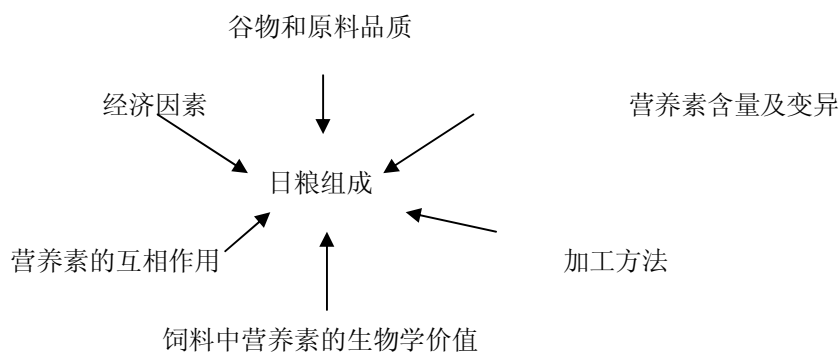 谷物和原料品质
经济因素
营养素含量及变异
日粮组成
营养素的互相作用
加工方法
饲料中营养素的生物学价值